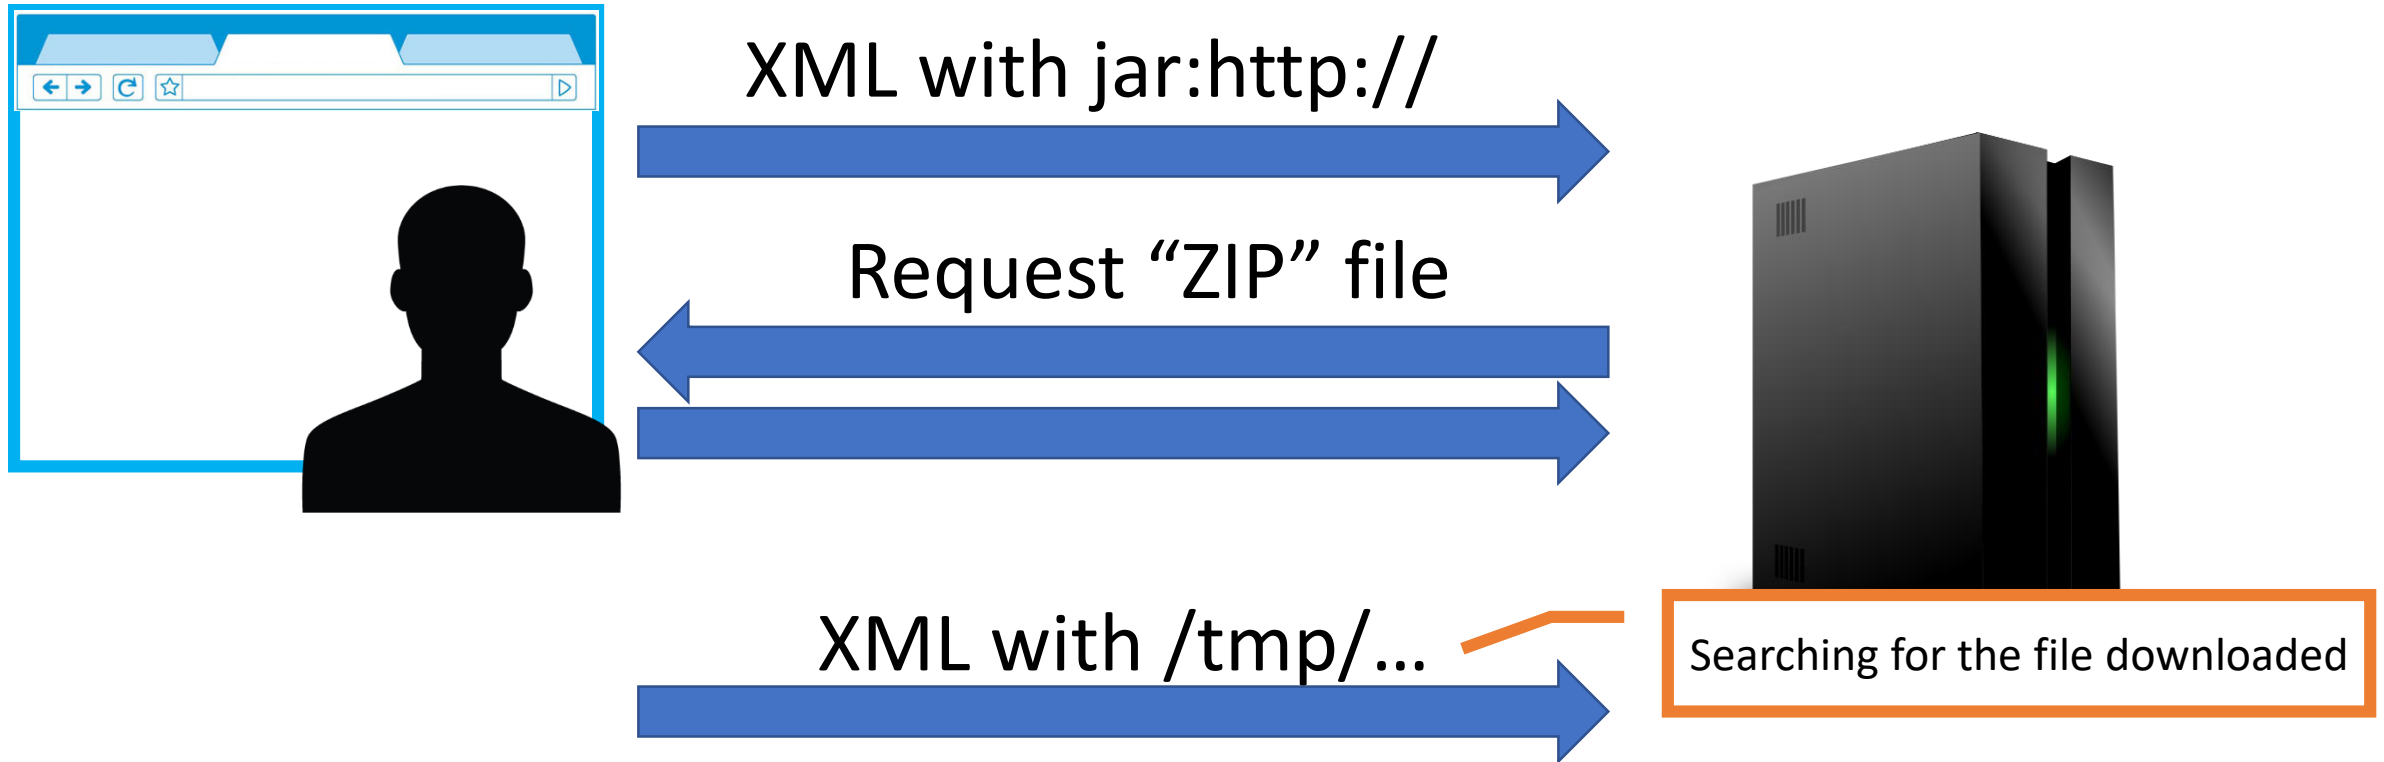 XML with jar:http://
Request “ZIP” file
XML with /tmp/...
Searching for the file downloaded